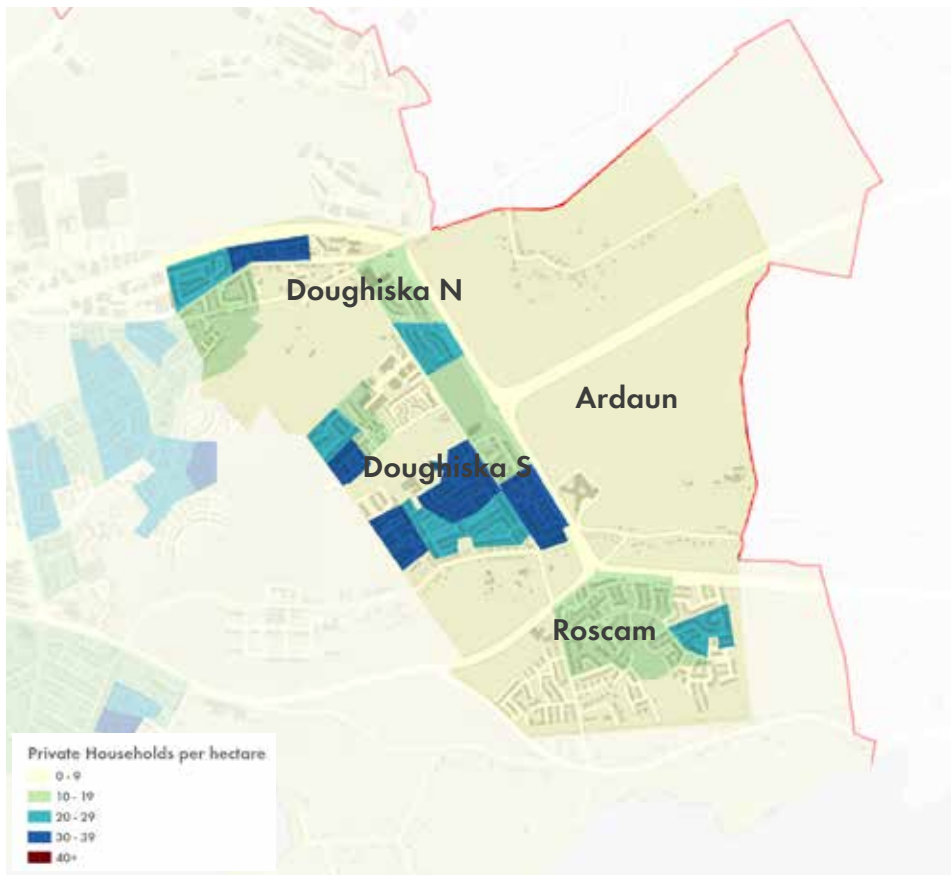 Doughiska N
Ardaun
Doughiska S
Roscam
Private Households per hectare
0 - 9
10 - 19
20 - 29
30 - 39
40+